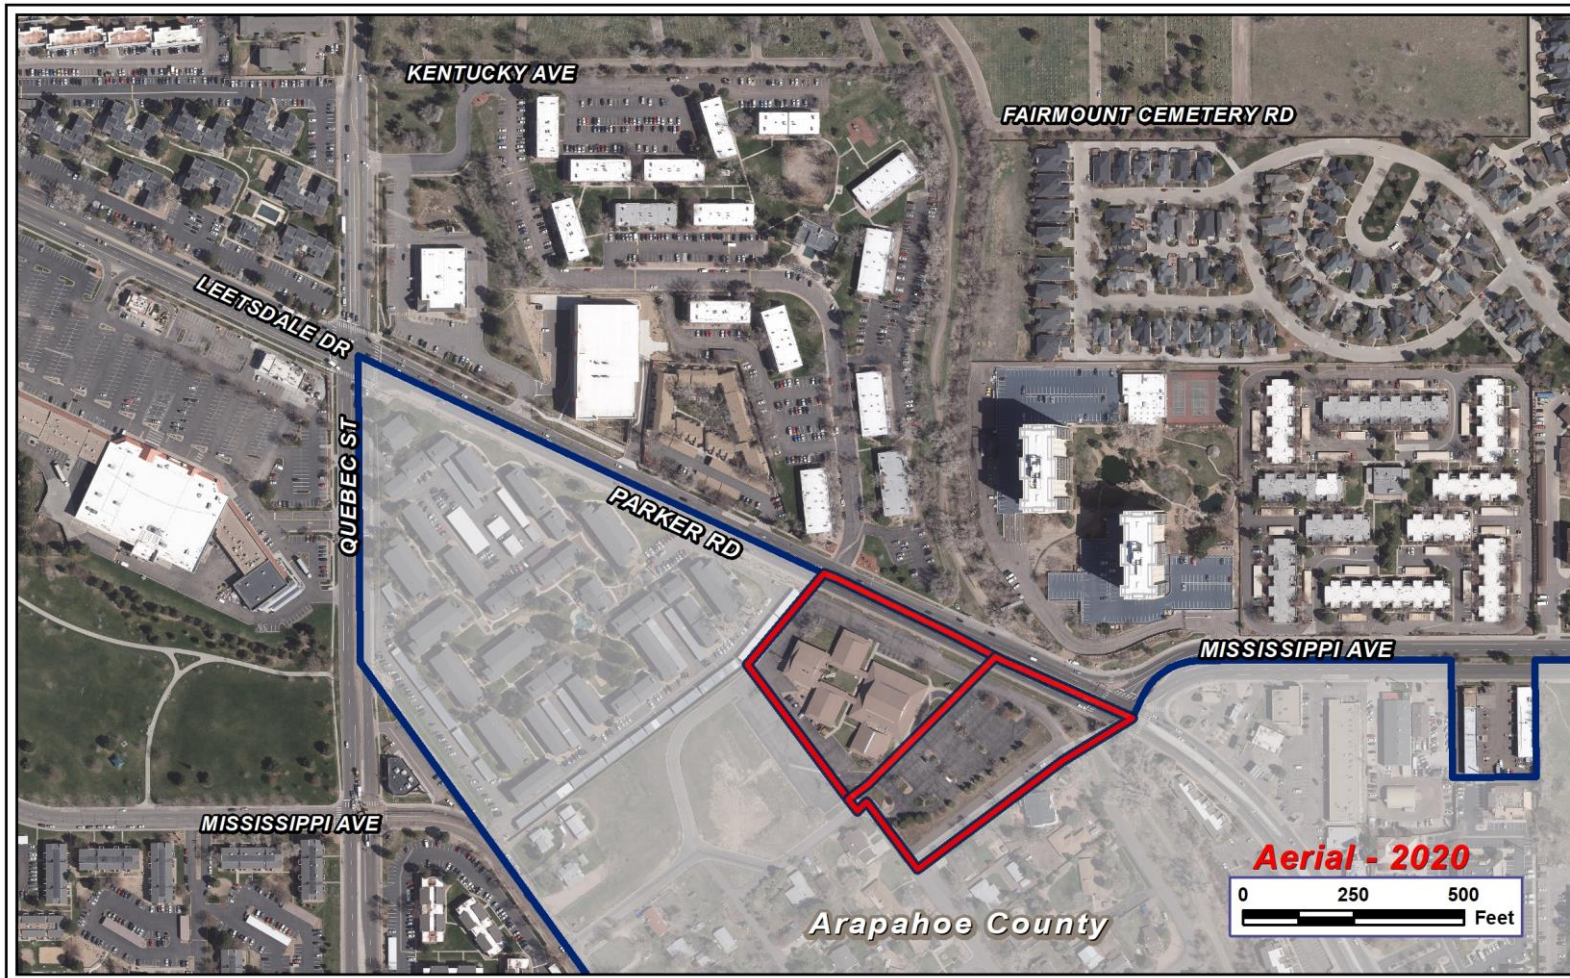 KENTUCKY AVE
FAIRMOUNT CEMETERY RD
LEETSDALE DR
QUEBEC ST
PARKER RD
MISSISSIPPI AVE
MISSISSIPPI AVE
Aerial - 2020
0 250 500
Feet
Arapahoe County